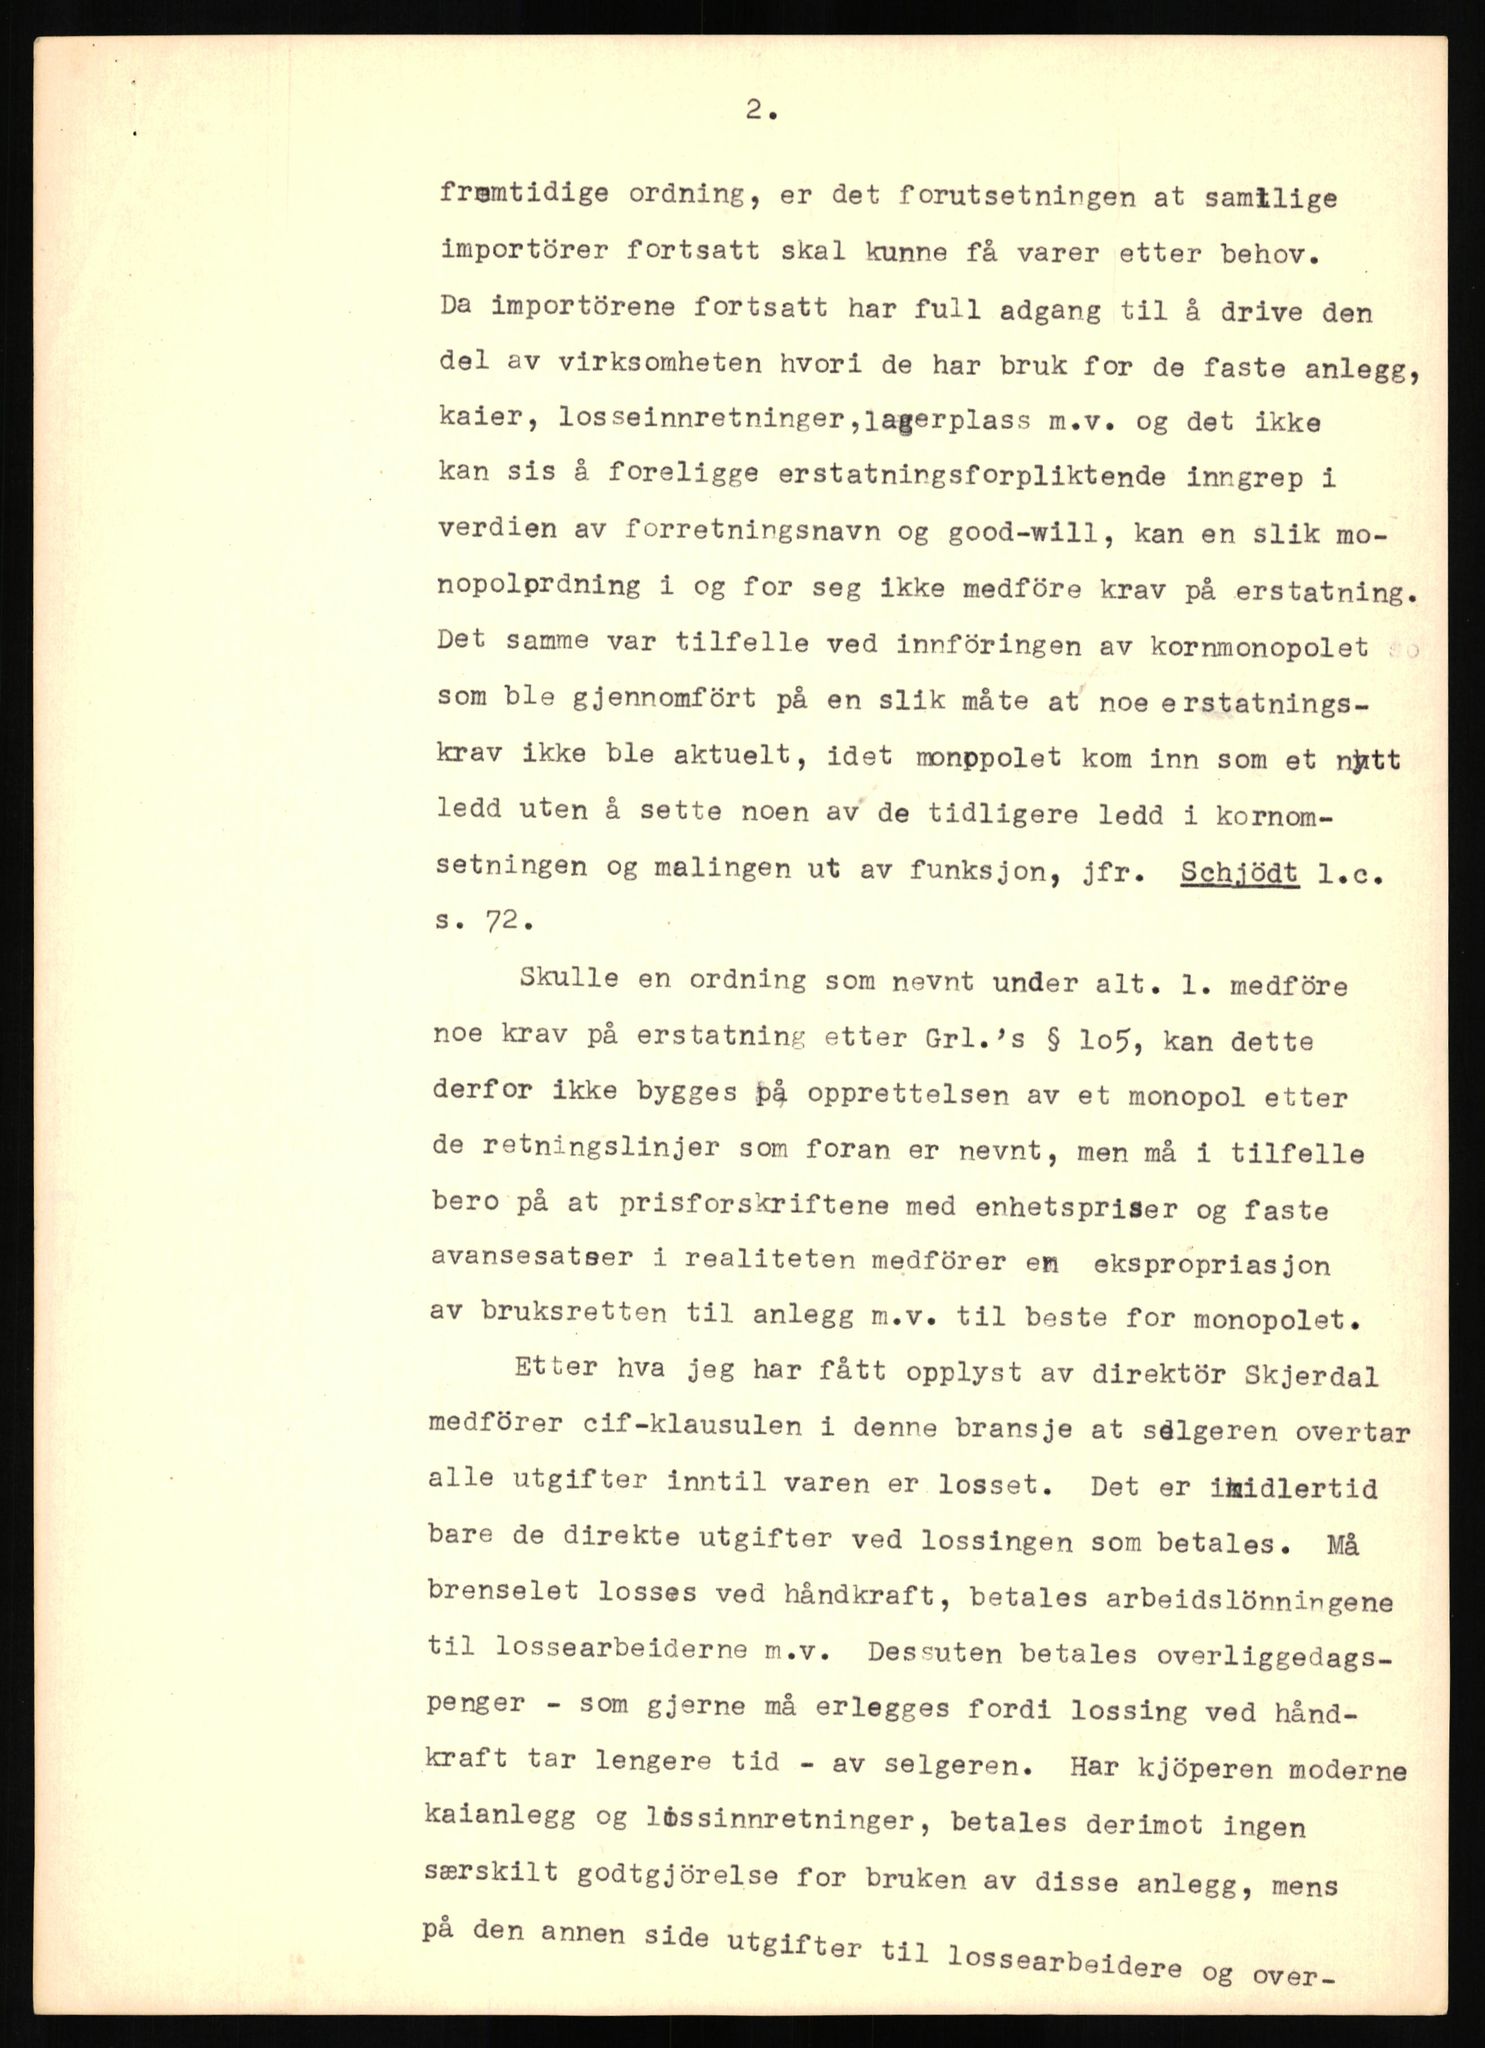 2.
fremtidige ordning, er det forutsetningen at samtlige
importörer fortsatt skal kunne få varer etter behov.
Da importörene fortsatt har full adgang til å drive den
del av virksomheten hvori de har bruk for de faste anlegg,
kaier, losseinnretninger,lagerplass m.v. og det ikke
kan sis å foreligge erstatningsforpliktende inngrep i
verdien av forretningsnavn og good-will, kan en slik mo-
nopolordning i og for seg ikke medföre krav på erstatning.
Det samme var tilfelle ved innföringen av kornmonopolet so
som ble gjennomfört på en slik måte at noe erstatnings-
krav ikke ble aktuelt, idet monopolet kom inn som et nytt
ledd uten å sette noen av de tidligere ledd i kornom-
setningen og malingen ut av funksjon, jfr. Schjödt l.c.
s. 72.
Skulle en ordning som nevnt under alt. l. medföre
noe krav på erstatning etter Grl.'s § lo5, kan dette
derfor ikke bygges på opprettelsen av et monopol etter
de retningslinjer som foran er nevnt, men må i tilfelle
bero på at prisforskriftene med enhetspriser og faste
avansesatser i realiteten medförer en ekspropriasjon
av bruksretten til anlegg m.v. til beste for monopolet.
Etter hva jeg har fått opplyst av direktör Skjerdal
medförer cif-klausulen i denne bransje at selgeren overtar
alle utgifter inntil varen er losset. Det er imidlertid
bare de direkte utgifter ved lossingen som betales. Må
brenselet losses ved håndkraft, betales arbeidslönningene
til lossearbeiderne m.v. Dessuten betales overliggedags-
penger - som gjerne må erlegges fordi lossing ved hånd-
kraft tar lengere tid - av selgeren. Har kjöperen moderne
kaianlegg og lossinnretninger, betales derimot ingen
særskilt godtgjörelse for bruken av disse anlegg, mens
på den annen side utgifter til lossearbeidere og over-